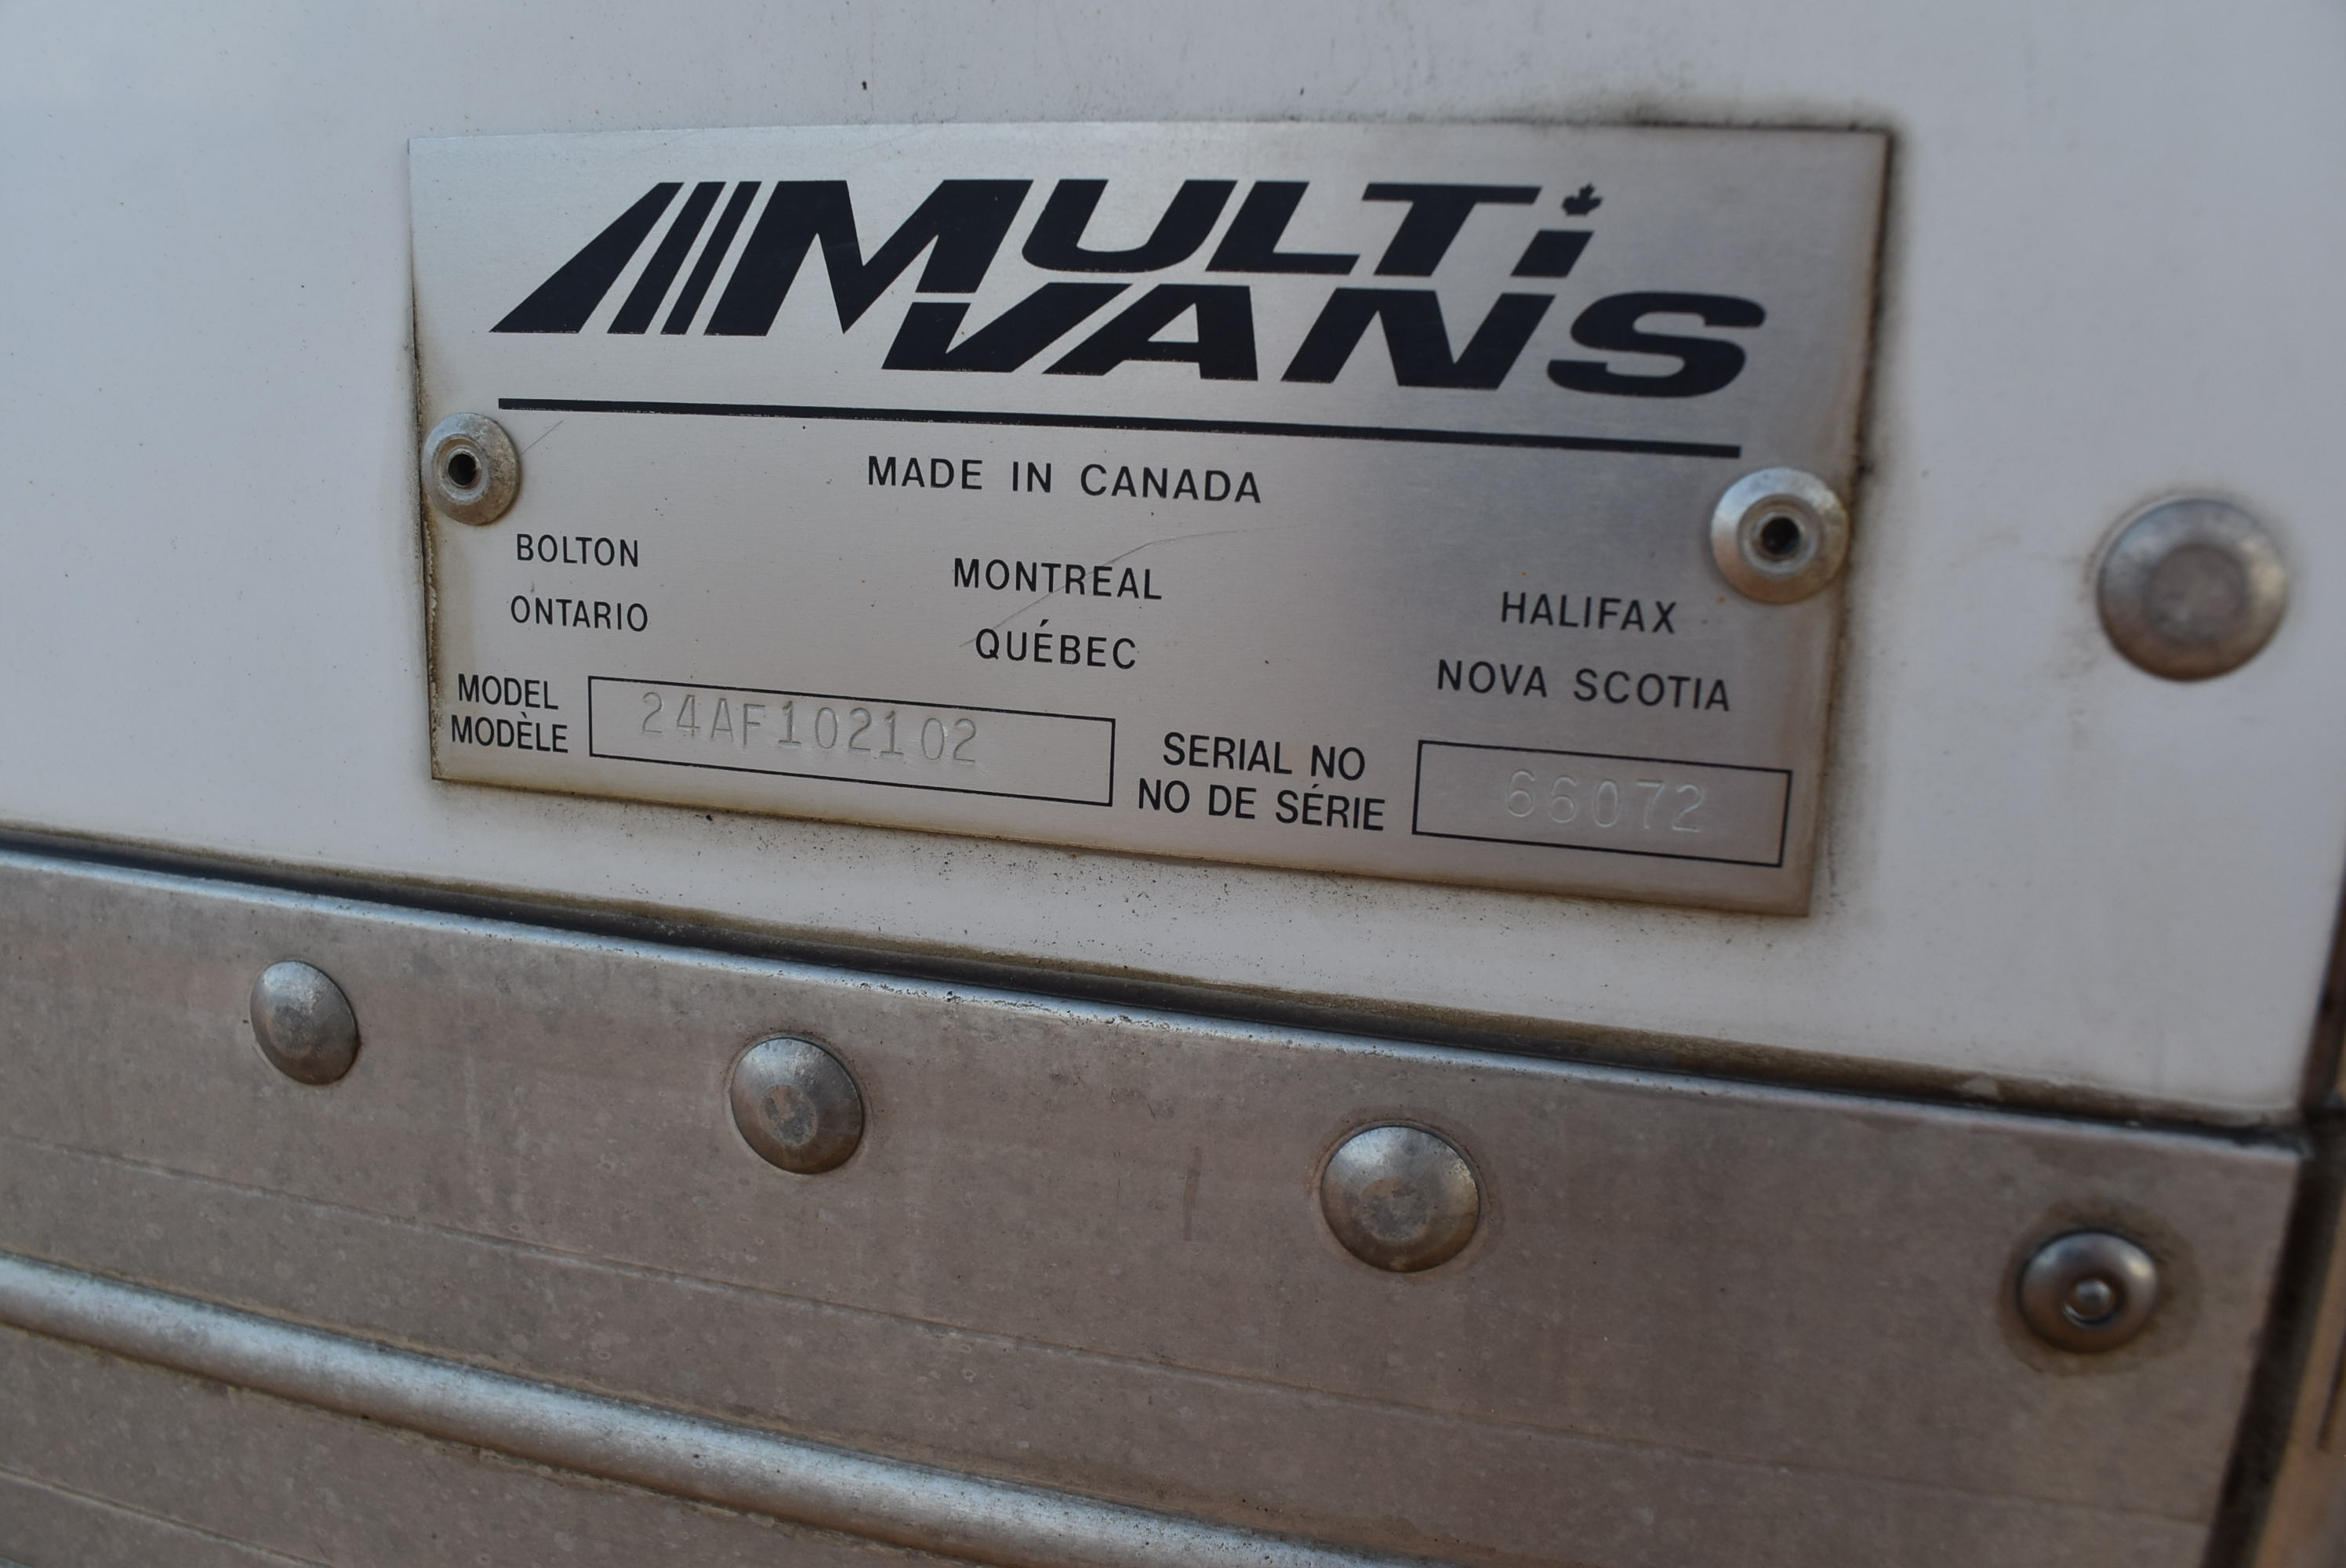 MULTi
VANS
MADE IN CANADA
BOLTON
ONTARIO
MONTREAL
QUÉBEC
HALIFAX
NOVA SCOTIA
MODEL
MODÈLE
24AF102102
SERIAL NO
NO DE SÉRIE
66072